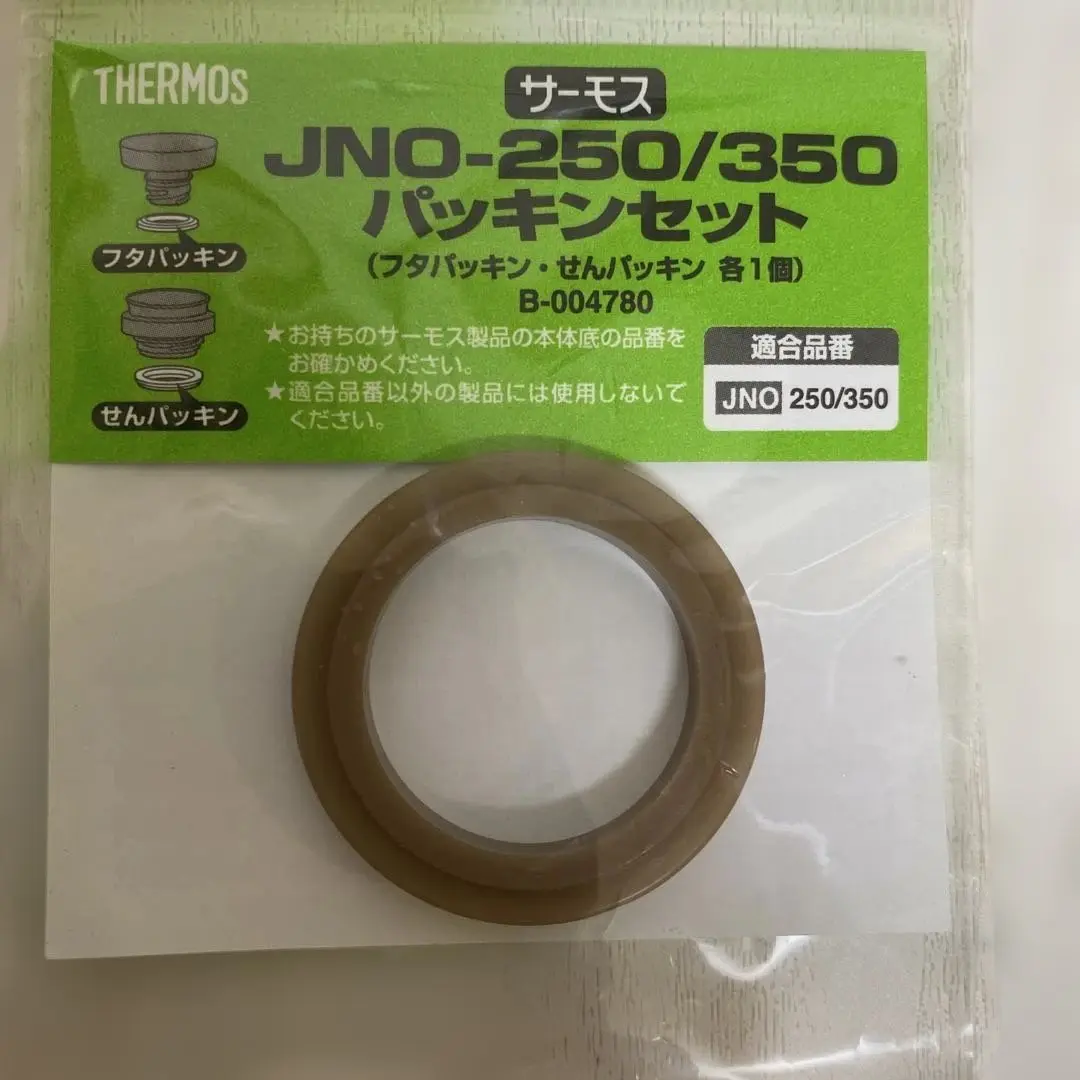 THERMOS
サーモス
JNO-250/350
パッキンセット
(フタパッキン・せんパッキン 各1個)
B-004780
フタパッキン
せんパッキン
★お持ちのサーモス製品の本体底の品番を
お確かめください。
★適合品番以外の製品には使用しないで
ください。
適合品番
JNO 250/350